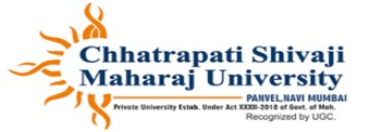 Chhatrapati Shivaji
Maharaj University
PANVEL,NAVI MUMBAI
Private University Estab. Under Act XXXII-2018 of Govt. of Mah.
Recognized by UGC.